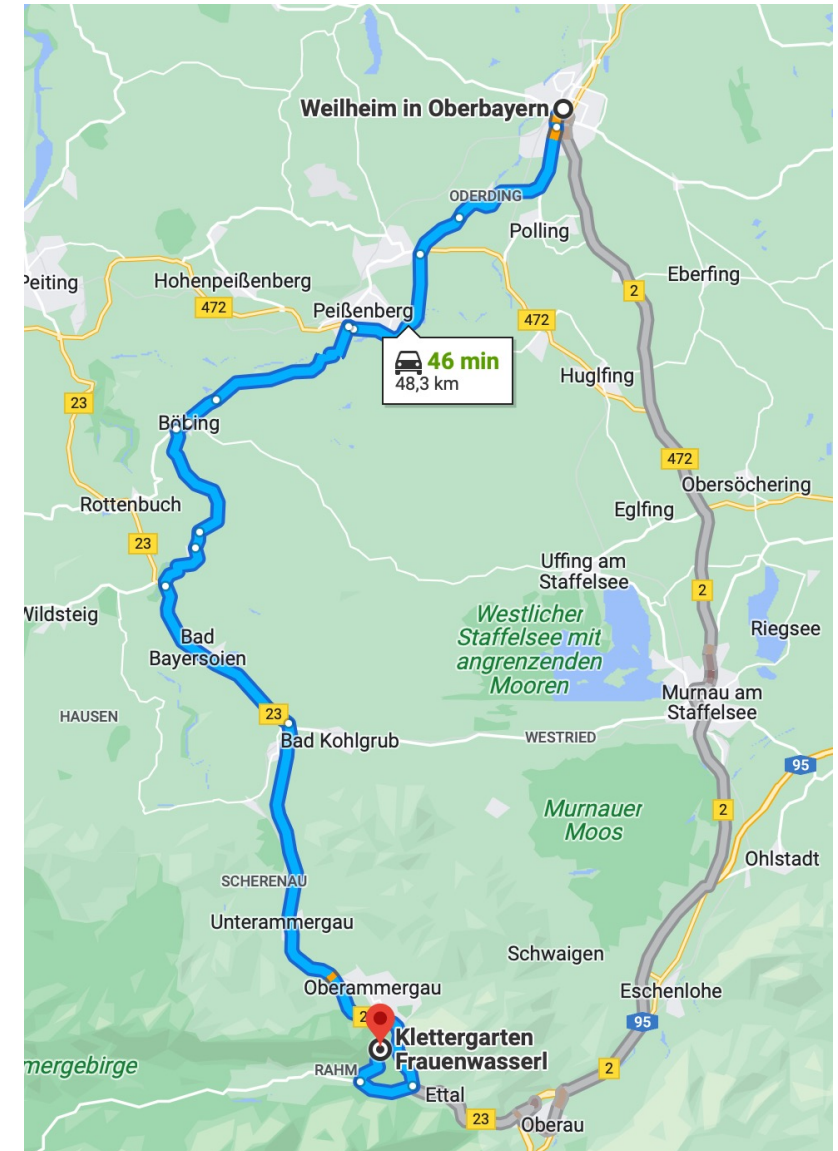 Weilheim in Oberbayern
ODERDING
Polling
Peiting
Hohenpeißenberg
472
Eberfing
2
Peißenberg
472
46 min
48,3 km
Huglfing
23
Böbing
472
Obersöchering
Rottenbuch
Eglfing
23
Uffing am
Staffelsee
2
Wildsteig
Westlicher
Staffelsee mit
angrenzenden
Mooren
Riegsee
Bad
Bayersoien
Murnau am
Staffelsee
HAUSEN
23
Bad Kohlgrub
WESTRIED
95
Murnauer
Moos
2
Ohlstadt
SCHERENAU
Unterammergau
Schwaigen
Oberammergau
Eschenlohe
2
95
Klettergarten
Frauenwasserl
mergebirge
RAHM
2
Ettal
23
Oberau